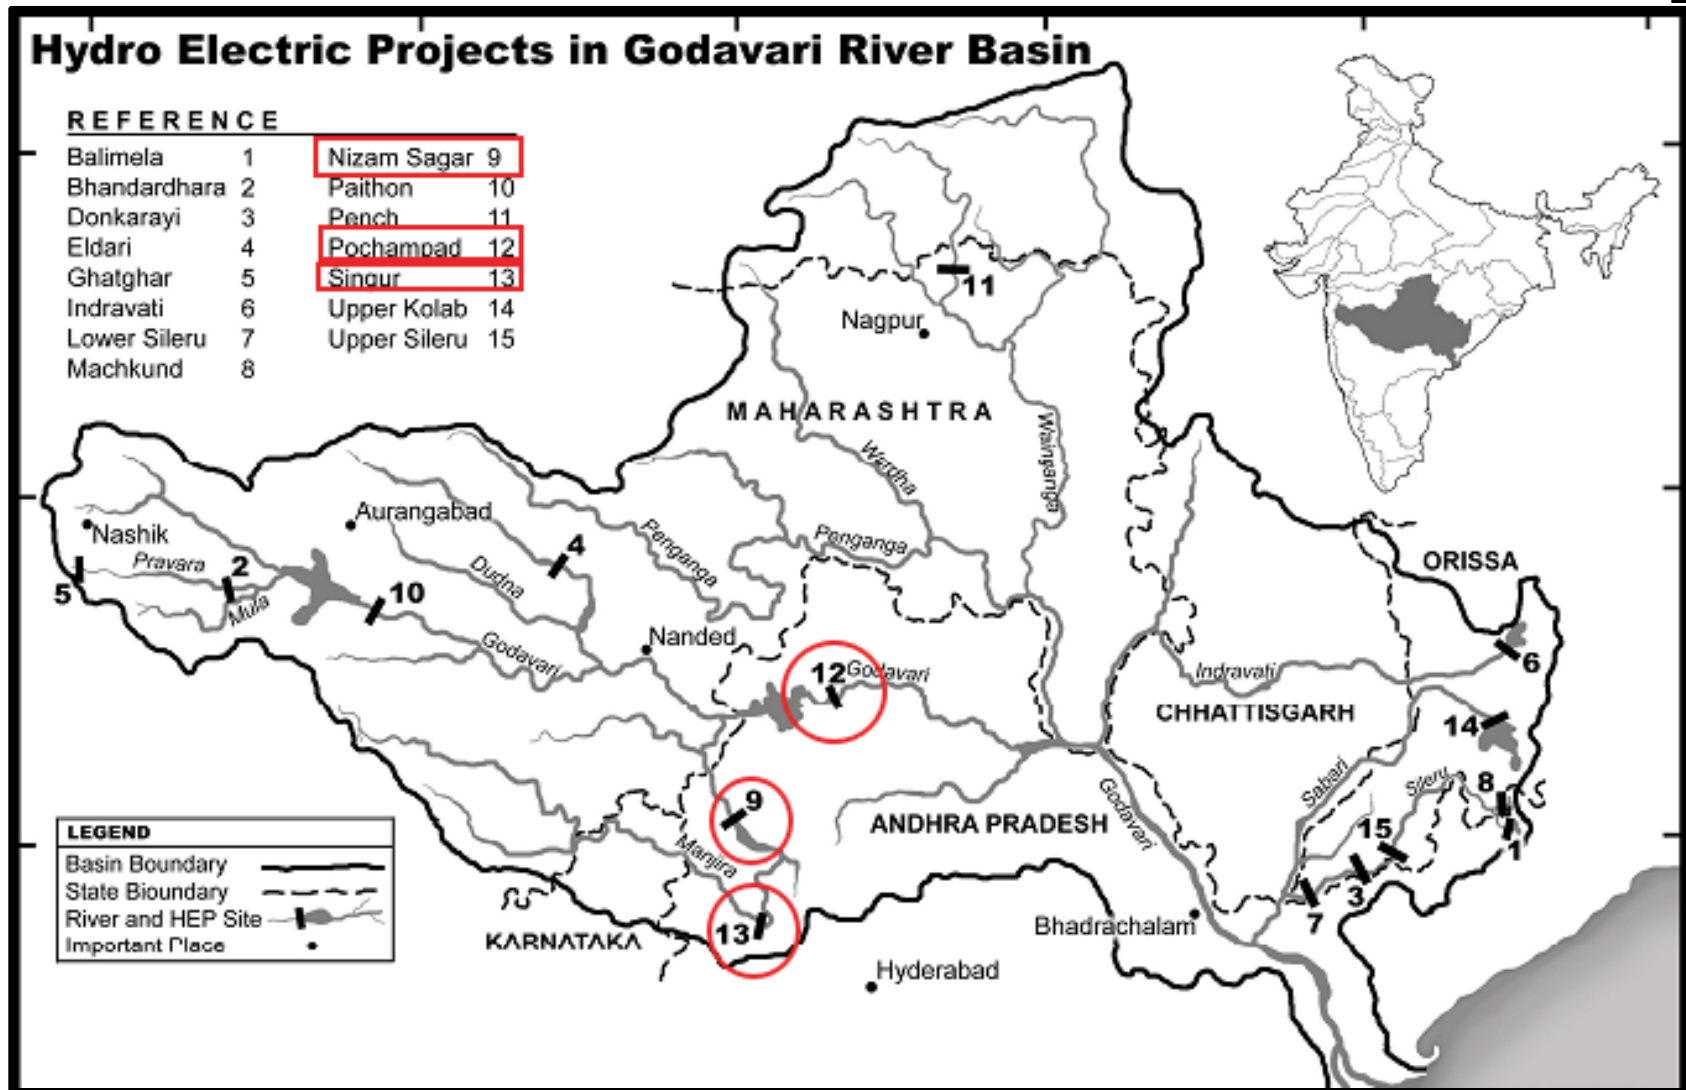 Hydro Electric Projects in Godavari River Basin
REFERENCE
Balimela 1
Bhandardhara 2
Donkarayi 3
Eldari 4
Ghatghar 5
Indravati 6
Lower Sileru 7
Machkund 8
Nizam Sagar 9
Paithon 10
Pench 11
Pochampad 12
Singur 13
Upper Kolab 14
Upper Sileru 15
11
Nagpur
MAHARASHTRA
Wardha
Wainganga
Aurangabad
Nashik
Pravara
2
5
Mula
10
4
Dudna
Penganga
Penganga
ORISSA
Godavari
Nanded
12
Godavari
Indravati
6
CHHATTISGARH
14
9
Manjira
ANDHRA PRADESH
Godavari
Sabari
Sileru
8
15
1
3
7
13
KARNATAKA
Bhadrachalam
Hyderabad
LEGEND
Basin Boundary
State Bioundary
River and HEP Site
Important Place